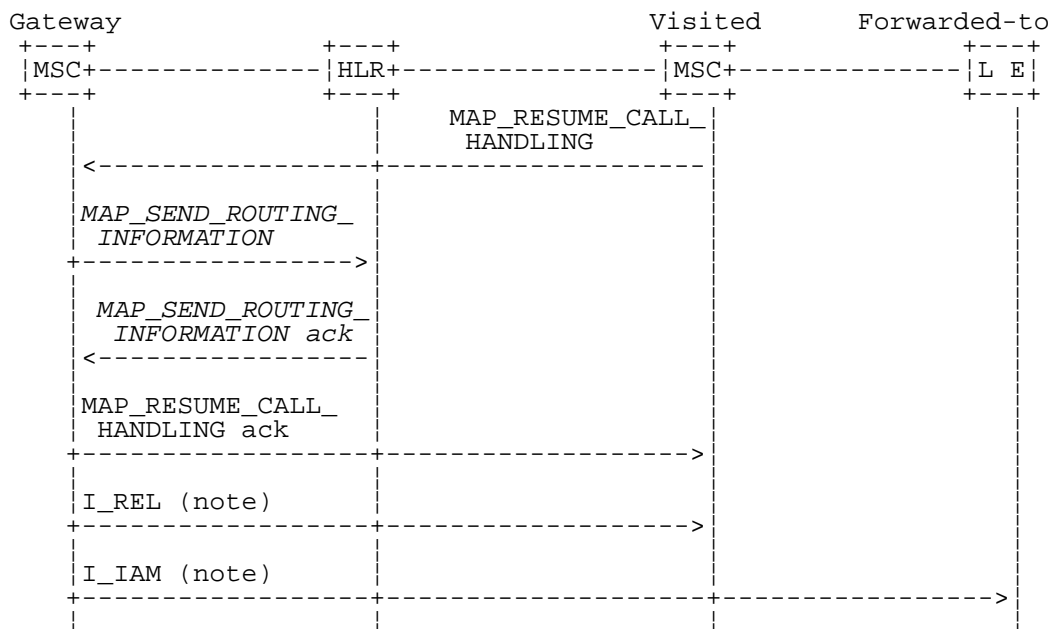 Gateway Visited Forwarded-to
MSC HLR MSC L E
MAP_RESUME_CALL_
HANDLING
MAP_SEND_ROUTING_
INFORMATION
MAP_SEND_ROUTING_
INFORMATION ack
MAP_RESUME_CALL_
HANDLING ack
I_REL (note)
I_IAM (note)